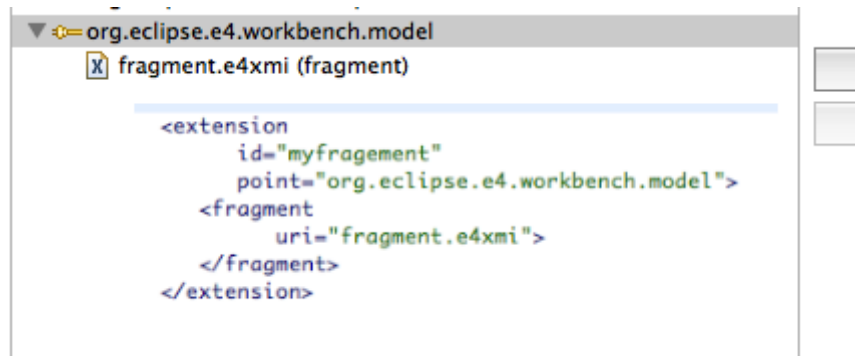 org.eclipse.e4.workbench.model
fragment.e4xmi (fragment)
<extension
id="myfragement"
point="org.eclipse.e4.workbench.model">
<fragment
uri="fragment.e4xmi">
</fragment>
</extension>